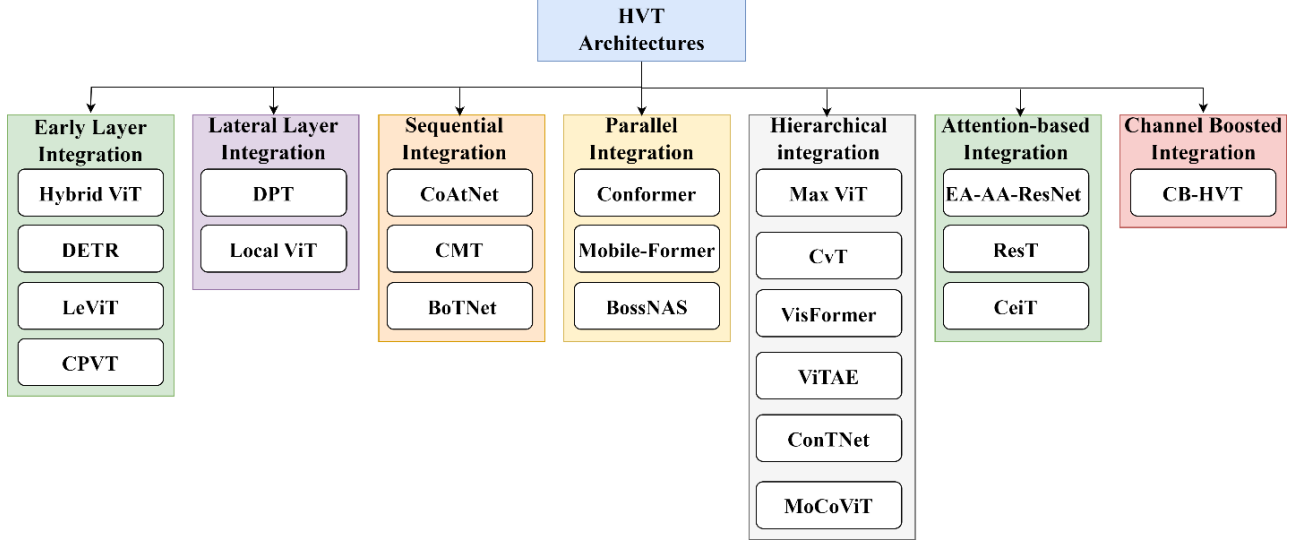 HVT
Architectures
Early Layer
Integration
Hybrid ViT
DETR
LeViT
CPVT
Lateral Layer
Integration
DPT
Local ViT
Sequential
Integration
CoAtNet
CMT
BoTNet
Parallel
Integration
Conformer
Mobile-Former
BossNAS
Hierarchical
integration
Max ViT
CvT
VisFormer
ViTAE
ConTNet
MoCoViT
Attention-based
Integration
EA-AA-ResNet
ResT
CeiT
Channel Boosted
Integration
CB-HVT